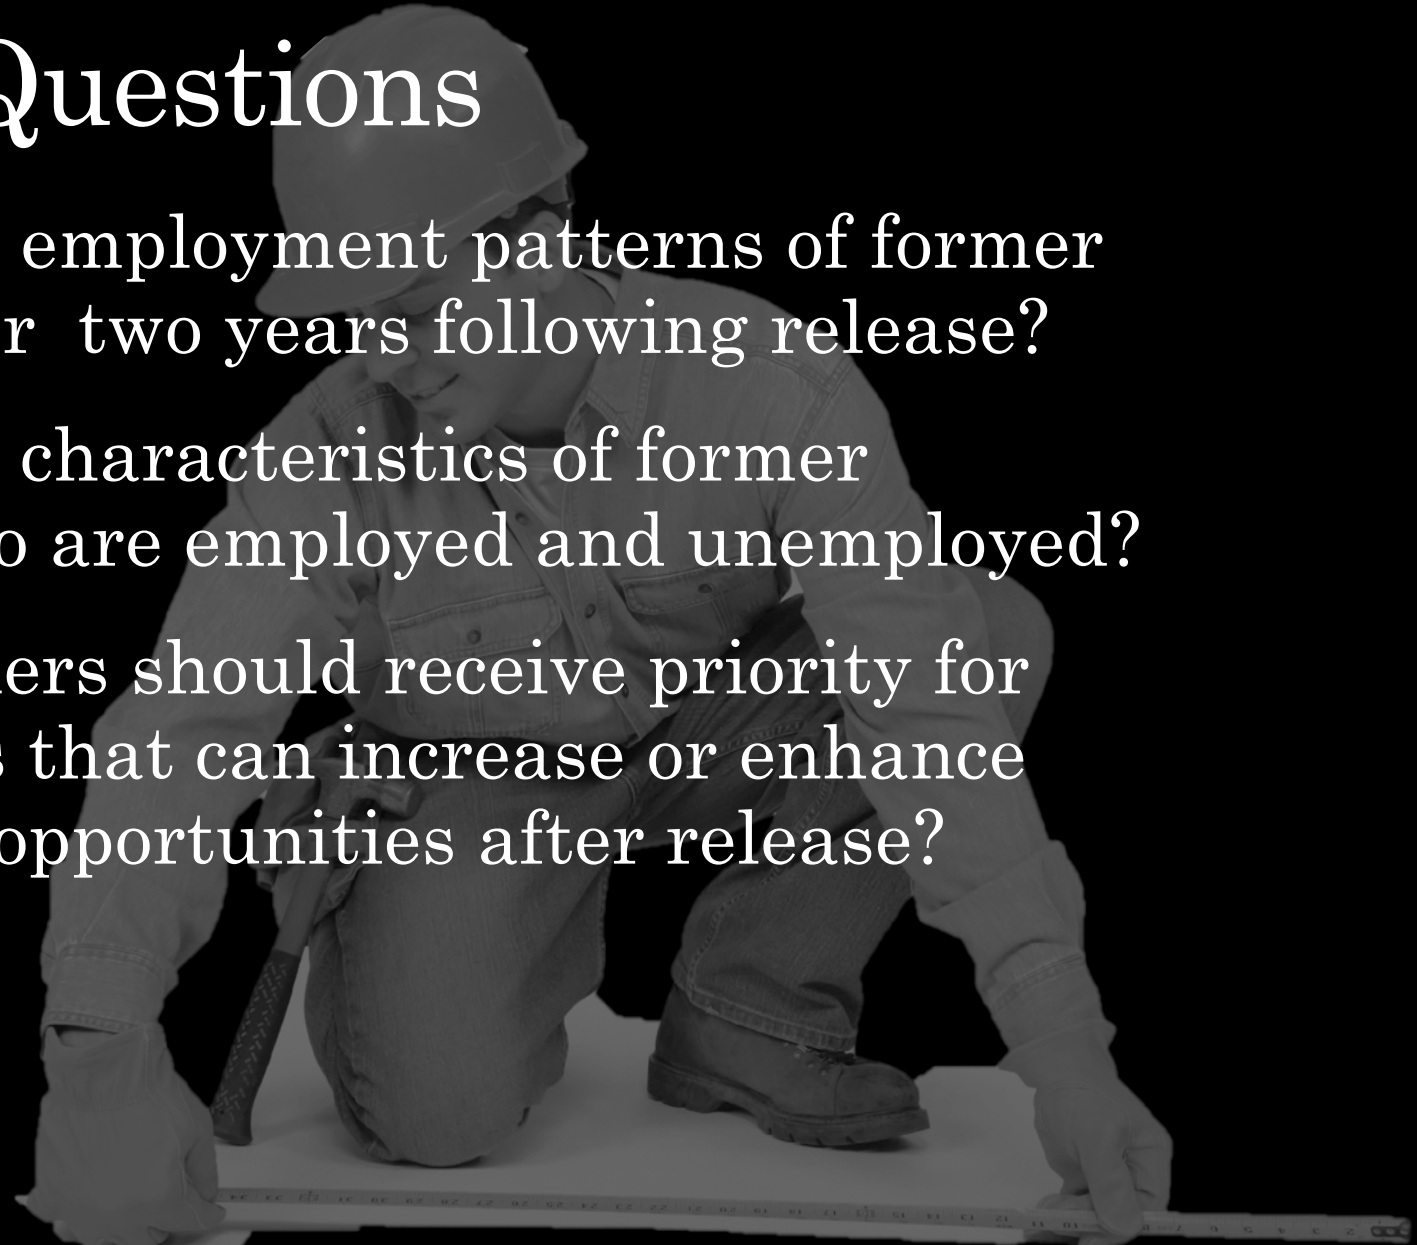 Questions
employment patterns of former
r two years following release?
characteristics of former
o are employed and unemployed?
ers should receive priority for
s that can increase or enhance
opportunities after release?